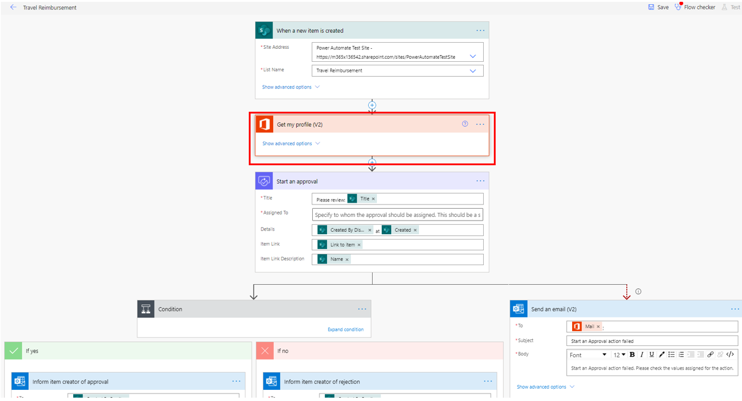 Travel Reimbursement
Save
Flow checker
Test
When a new item is created
* Site Address
Power Automate Test Site -
https://m365x136542.sharepoint.com/sites/PowerAutomateTestSite
* List Name
Travel Reimbursement
Show advanced options
Get my profile (V2)
Show advanced options
Start an approval
* Title
Please review Title ×
* Assigned To
Specify to whom the approval should be assigned. This should be a s
Details
Created By Dis... × at Created ×
Item Link
Link to item ×
Item Link Description
Name ×
Condition
Expand condition
Send an email (V2)
* To
Mail ×
* Subject
Start an Approval action failed
* Body
Font 12 B I U
Start an Approval action failed. Please check the values assigned for the action.
Show advanced options
If yes
If no
Inform item creator of approval
Inform item creator of rejection